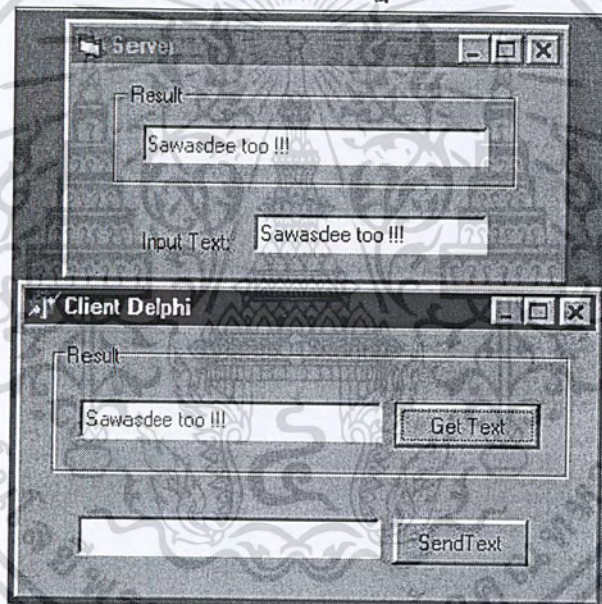 Server
Result
Sawasdee too !!!
Input Text: Sawasdee too !!!
Client Delphi
Result
Sawasdee too !!! Get Text
SendText